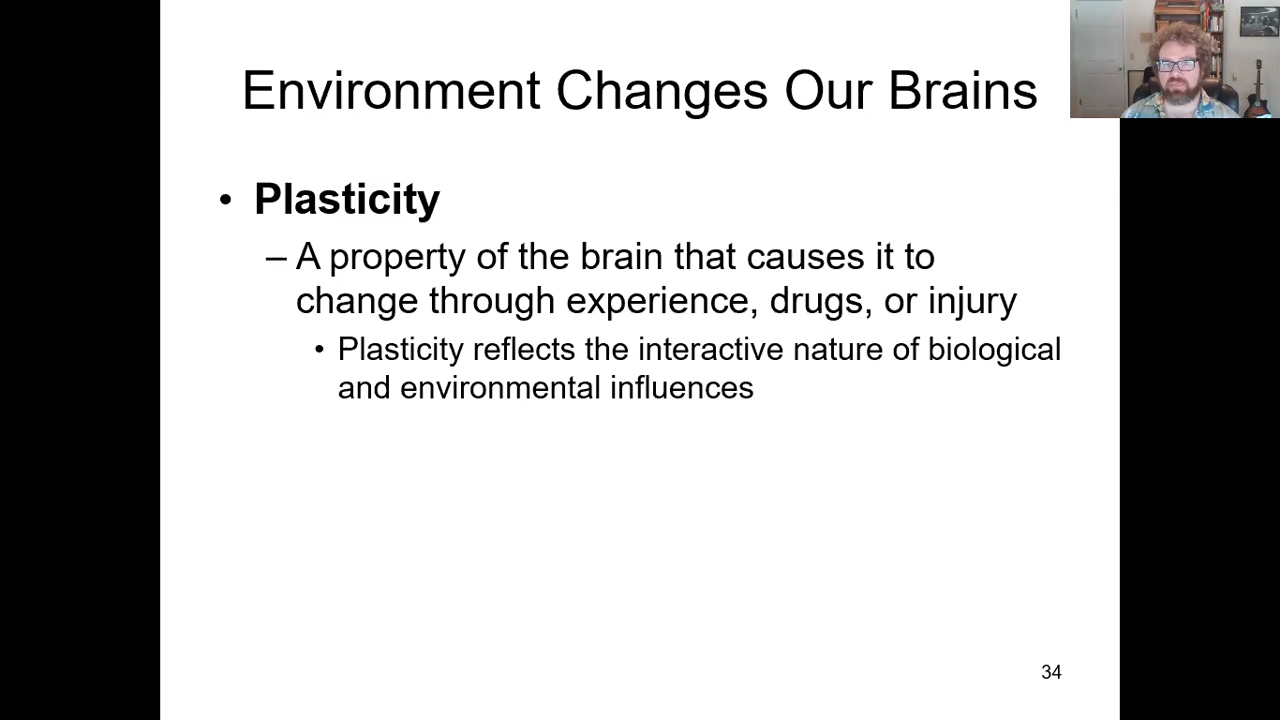 Environment Changes Our Brains
• Plasticity
– A property of the brain that causes it to
change through experience, drugs, or injury
• Plasticity reflects the interactive nature of biological
and environmental influences
34